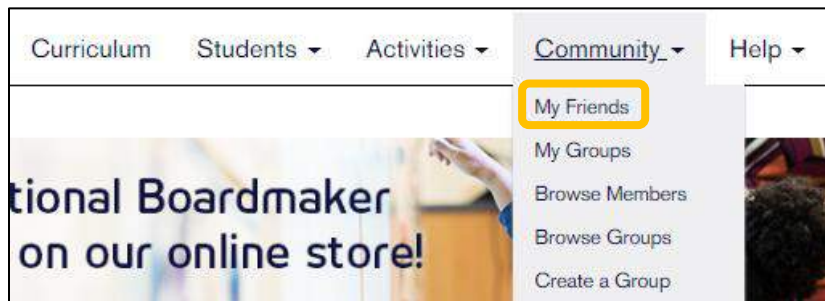 Curriculum Students Activities Community Help
My Friends
My Groups
Browse Members
Browse Groups
Create a Group
tional Boardmaker
on our online store!